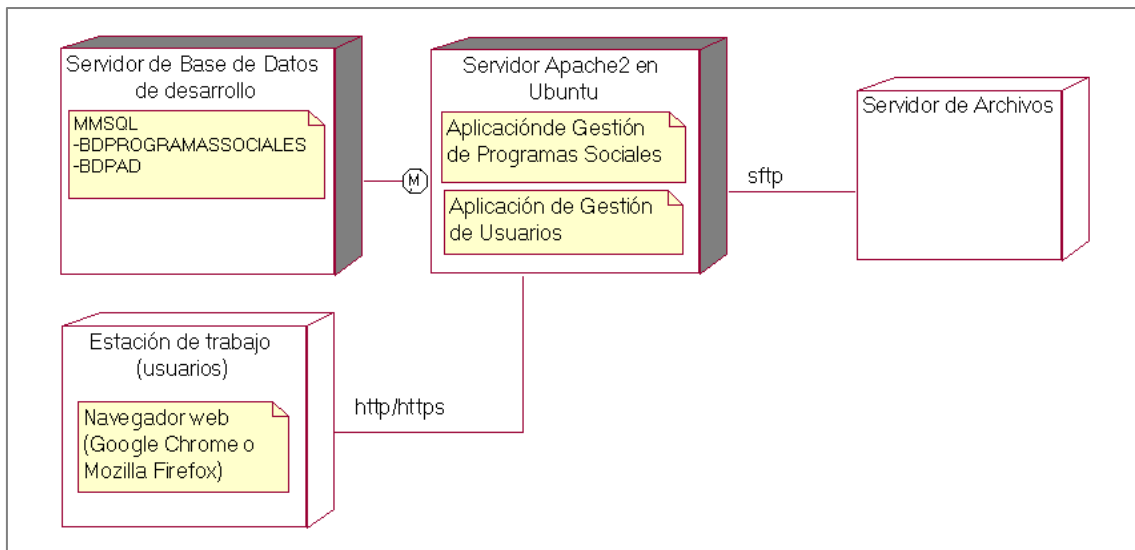 Servidor de Base de Datos
de desarrollo
MMSQL
-BDPROGRAMASSOCIALES
-BDPAD
M
Servidor Apache2 en
Ubuntu
Aplicaciónde Gestión
de Programas Sociales
Aplicación de Gestión
de Usuarios
sftp
Servidor de Archivos
Estación de trabajo
(usuarios)
Navegador web
(Google Chrome o
Mozilla Firefox)
http/https